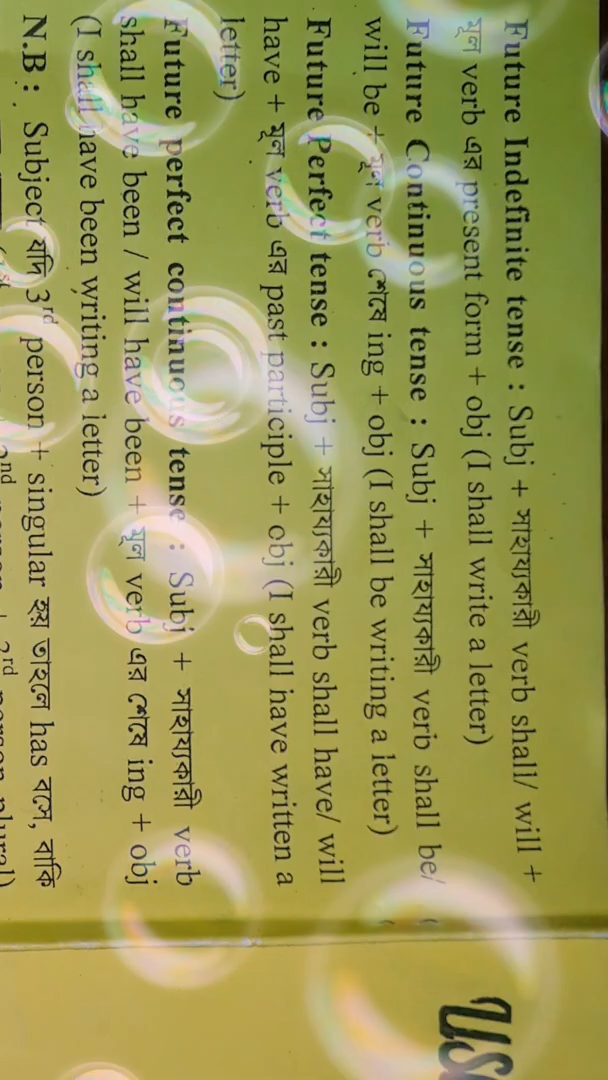 Future Indefinite tense : Subj + সাহায্যকারী verb shall/ will +
মূল verb এর present form + obj (I shall write a letter)
Future Continuous tense : Subj + সাহায্যকারী verb shall be/
will be + মূল verb শেষে ing + obj (I shall be writing a letter)
Future Perfect tense : Subj + সাহায্যকারী verb shall have/ will
have + মূল verb এর past participle + obj (I shall have written a
letter)
Future perfect continuous tense : Subj + সাহায্যকারী verb
shall have been / will have been + মূল verb এর শেষে ing + obj
(I shall have been writing a letter)
N.B : Subject যদি 3rd person + singular হয় তাহলে has বসে, বাকি